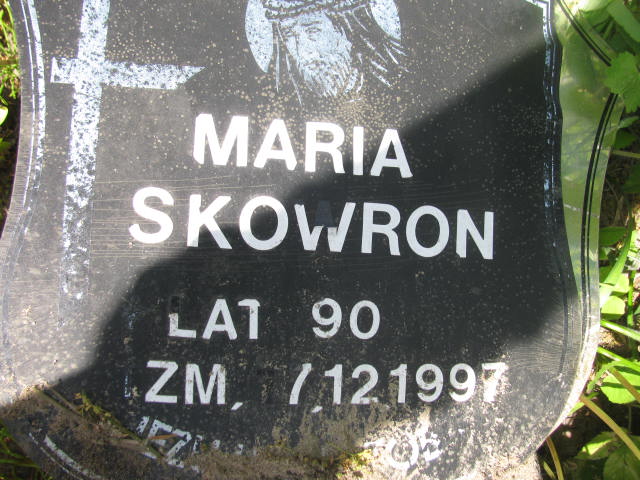 MARIA
SKOWRON
LAT 90
ZM, 7,12.1997